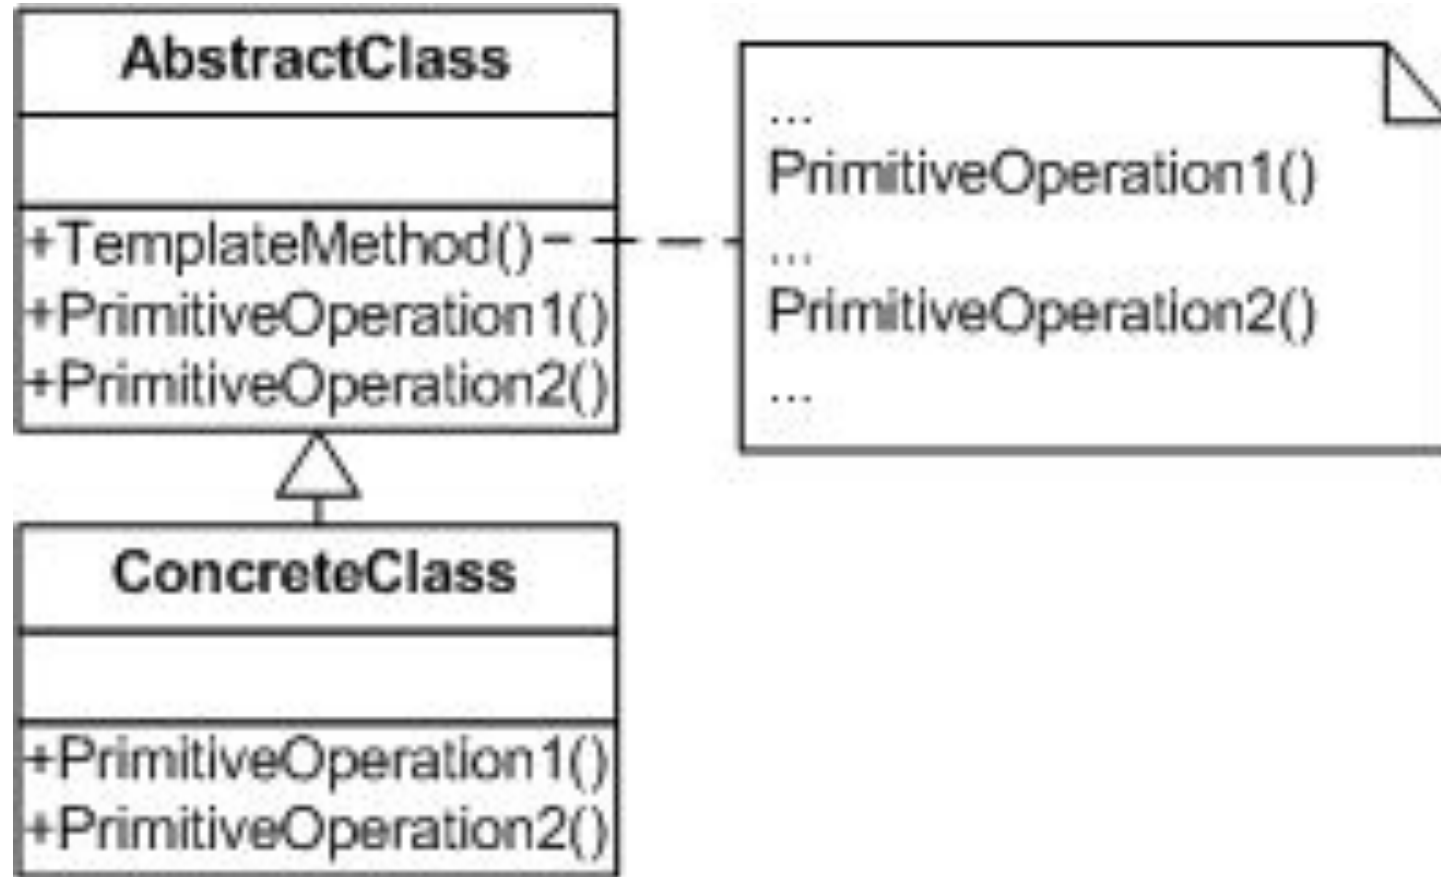 AbstractClass
+TemplateMethod()
+PrimitiveOperation1()
+PrimitiveOperation2()
...
PrimitiveOperation1()
...
PrimitiveOperation2()
...
ConcreteClass
+PrimitiveOperation1()
+PrimitiveOperation2()